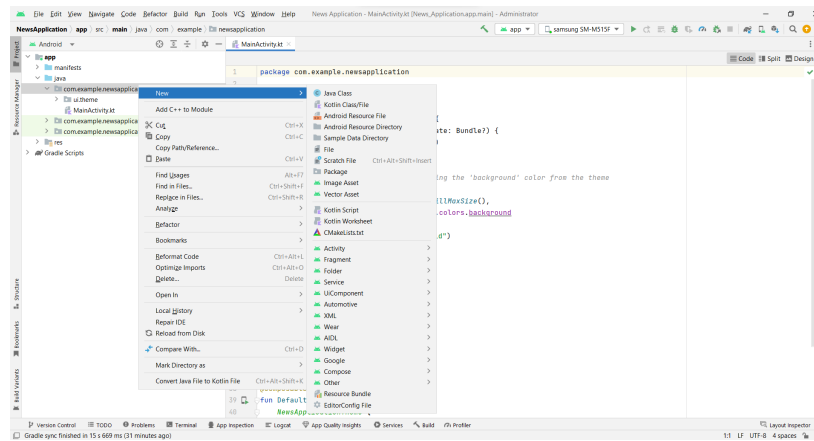 File Edit View Navigate Code Refactor Build Run Tools VCS Window Help News Application - MainActivity.kt [News_Application.app.main] - Administrator
NewsApplication app src main java com example newsapplication app samsung SM-M515F
Android MainActivity.kt
Code Split Design
Project
Resource Manager
Structure
Bookmarks
Build Variants
app
manifests
java
com.example.newsapplica
ui.theme
MainActivity.kt
com.example.newsapplica
com.example.newsapplica
res
Gradle Scripts
New
Add C++ to Module
Cut Ctrl+X
Copy Ctrl+C
Copy Path/Reference...
Paste Ctrl+V
Find Usages Alt+F7
Find in Files... Ctrl+Shift+F
Replace in Files... Ctrl+Shift+R
Analyze
Refactor
Bookmarks
Reformat Code Ctrl+Alt+L
Optimize Imports Ctrl+Alt+O
Delete... Delete
Open In
Local History
Repair IDE
Reload from Disk
Compare With... Ctrl+D
Mark Directory as
Convert Java File to Kotlin File Ctrl+Alt+Shift+K
Java Class
Kotlin Class/File
Android Resource File
Android Resource Directory
Sample Data Directory
File
Scratch File Ctrl+Alt+Shift+Insert
Package
Image Asset
Vector Asset
Kotlin Script
Kotlin Worksheet
CMakeLists.txt
Activity
Fragment
Folder
Service
UiComponent
Automotive
XML
Wear
AIDL
Widget
Google
Compose
Other
Resource Bundle
EditorConfig File
1 package com.example.newsapplication
{
ate: Bundle?) {
)
ing the 'background' color from the theme
illMaxSize(),
.colors.background
d")
39 fun Default
40
Version Control TODO Problems Terminal App Inspection Logcat App Quality Insights Services Build Profiler Layout Inspector
Gradle sync finished in 15 s 669 ms (31 minutes ago) 1:1 LF UTF-8 4 spaces